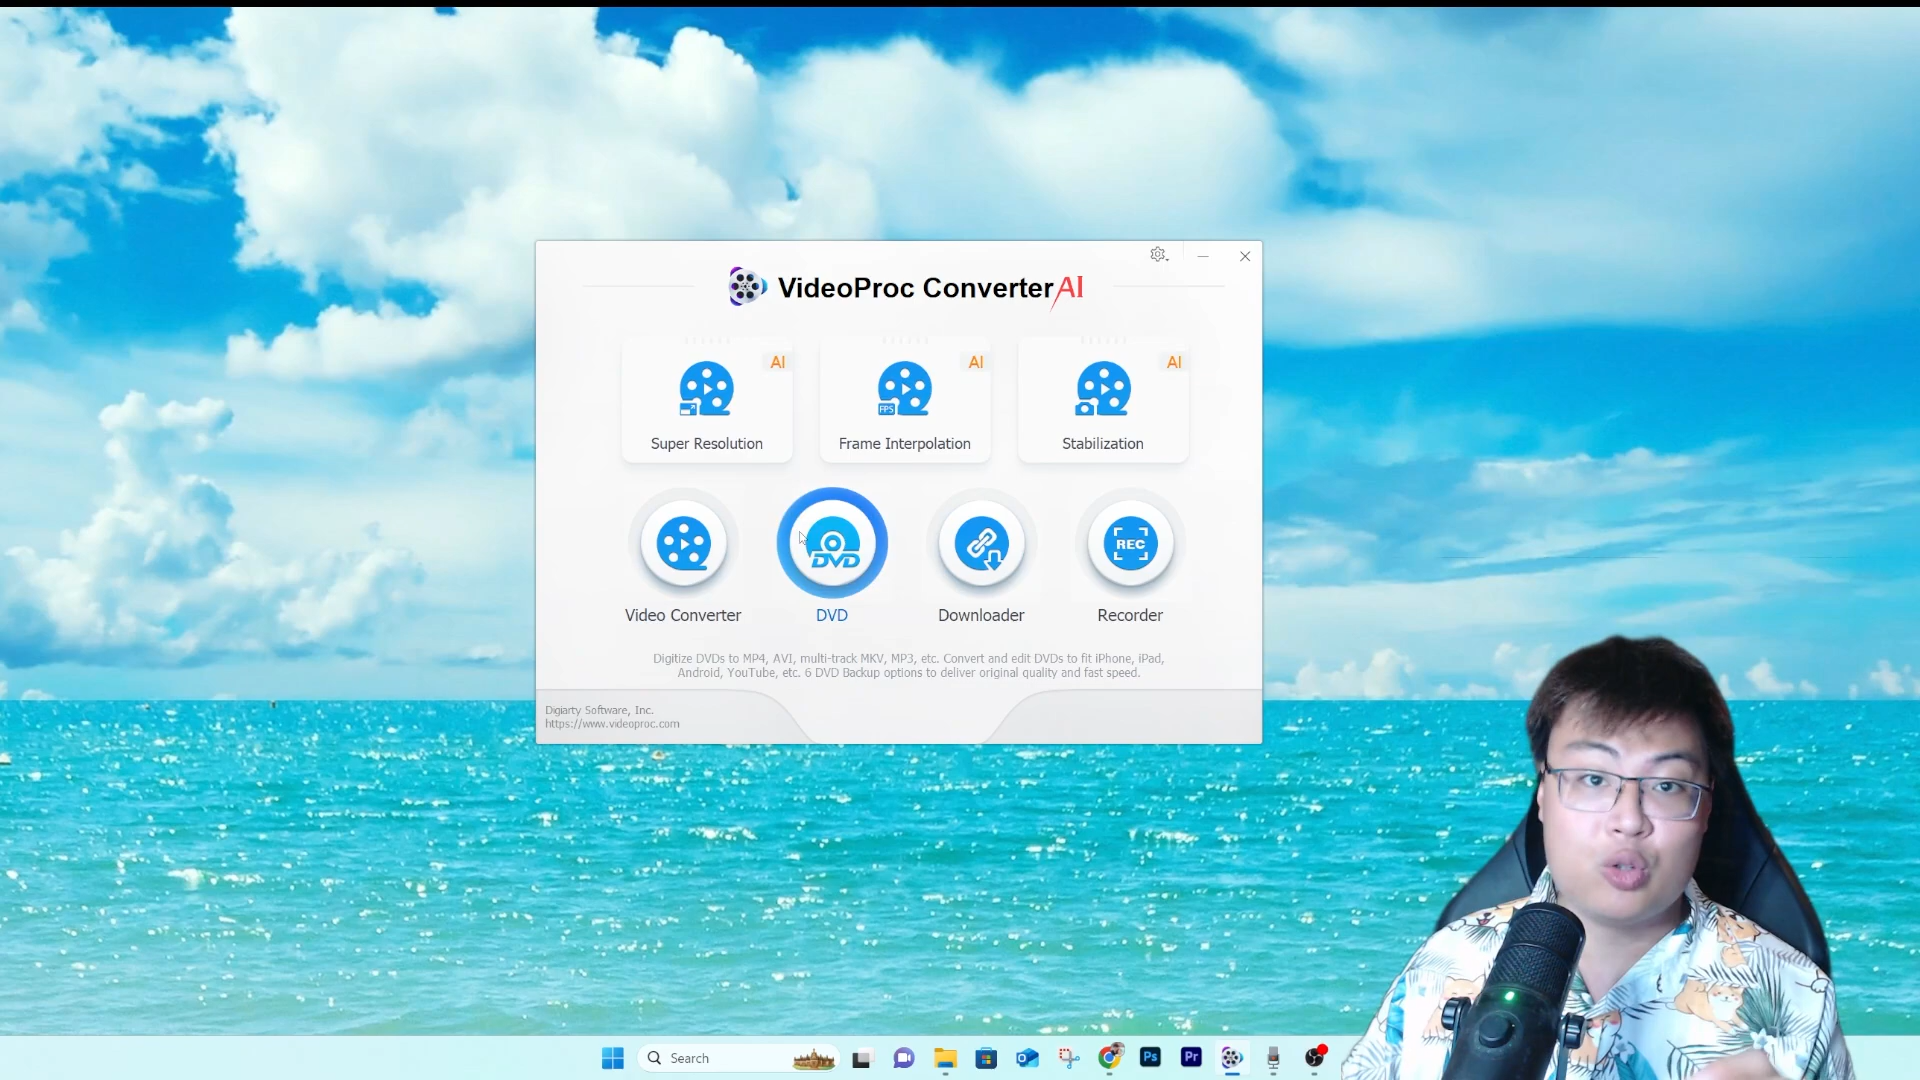 VideoProc Converter AI
AI
AI
AI
FPS
Super Resolution
Frame Interpolation
Stabilization
DVD
REC
Video Converter
DVD
Downloader
Recorder
Digitize DVDs to MP4, AVI, multi-track MKV, MP3, etc. Convert and edit DVDs to fit iPhone, iPad,
Android, YouTube, etc. 6 DVD Backup options to deliver original quality and fast speed.
Digiarty Software, Inc.
https://www.videoproc.com
Search
Ps
Pr